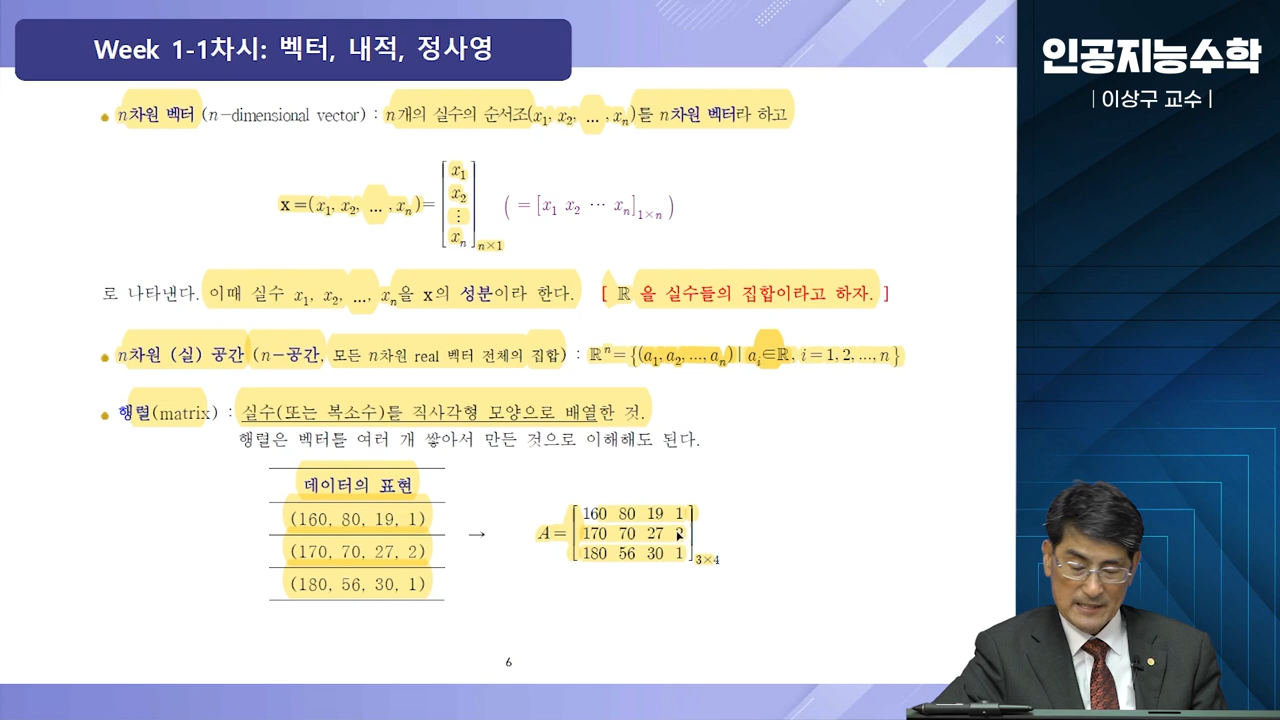 Week 1-1차시: 벡터, 내적, 정사영
인공지능수학
| 이상구 교수 |
n차원 벡터 (n-dimensional vector) : n개의 실수의 순서조(x₁, x₂, ... , xₙ)를 n차원 벡터라 하고
x = (x₁, x₂, ... , xₙ) = [x₁ x₂ ⋮ xₙ]n×1 ( = [x₁ x₂ ⋯ xₙ]1×n )
로 나타낸다. 이때 실수 x₁, x₂, ..., xₙ을 x의 성분이라 한다. [ ℝ 을 실수들의 집합이라고 하자. ]
n차원 (실) 공간 (n-공간, 모든 n차원 real 벡터 전체의 집합) : ℝⁿ = {(a₁, a₂, ..., aₙ) | aᵢ∈ℝ, i = 1, 2, ..., n}
행렬(matrix) : 실수(또는 복소수)를 직사각형 모양으로 배열한 것.
행렬은 벡터를 여러 개 쌓아서 만든 것으로 이해해도 된다.
데이터의 표현
(160, 80, 19, 1)
(170, 70, 27, 2)
(180, 56, 30, 1)
→
A =
160 80 19 1
170 70 27 2
180 56 30 1
3×4
6